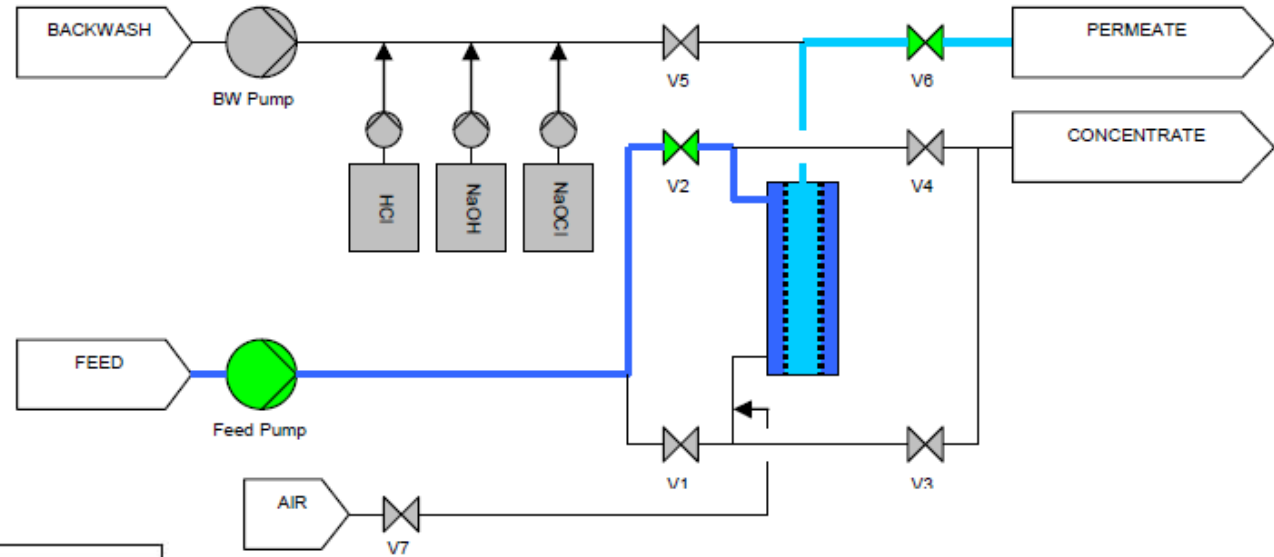 BACKWASH
PERMEATE
BW Pump
V5
V6
CONCENTRATE
HCl
NaOH
NaOCl
V2
V4
FEED
Feed Pump
V1
V3
AIR
V7